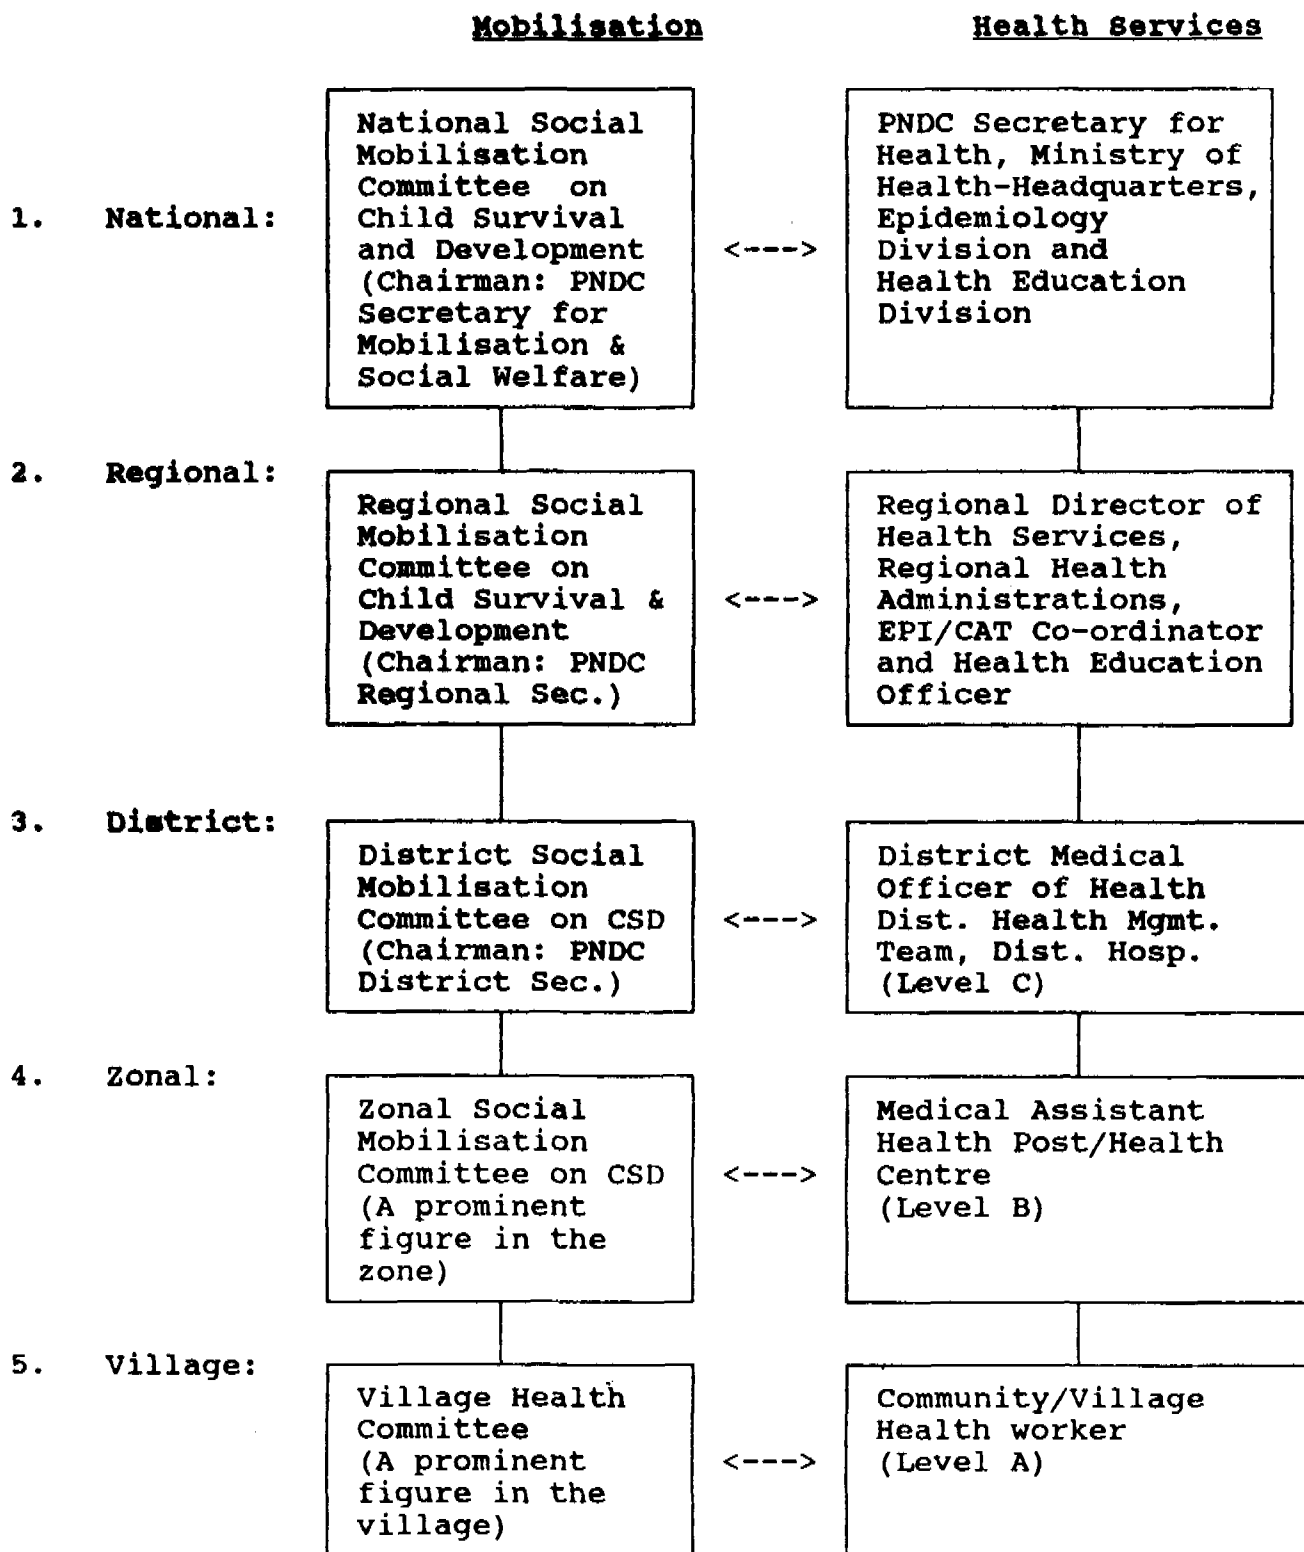 Mobilisation
Health Services
1. National:
National Social
Mobilisation
Committee on
Child Survival
and Development
(Chairman: PNDC
Secretary for
Mobilisation &
Social Welfare)
<--->
PNDC Secretary for
Health, Ministry of
Health-Headquarters,
Epidemiology
Division and
Health Education
Division
2. Regional:
Regional Social
Mobilisation
Committee on
Child Survival &
Development
(Chairman: PNDC
Regional Sec.)
<--->
Regional Director of
Health Services,
Regional Health
Administrations,
EPI/CAT Co-ordinator
and Health Education
Officer
3. District:
District Social
Mobilisation
Committee on CSD
(Chairman: PNDC
District Sec.)
<--->
District Medical
Officer of Health
Dist. Health Mgmt.
Team, Dist. Hosp.
(Level C)
4. Zonal:
Zonal Social
Mobilisation
Committee on CSD
(A prominent
figure in the
zone)
<--->
Medical Assistant
Health Post/Health
Centre
(Level B)
5. Village:
Village Health
Committee
(A prominent
figure in the
village)
<--->
Community/Village
Health worker
(Level A)